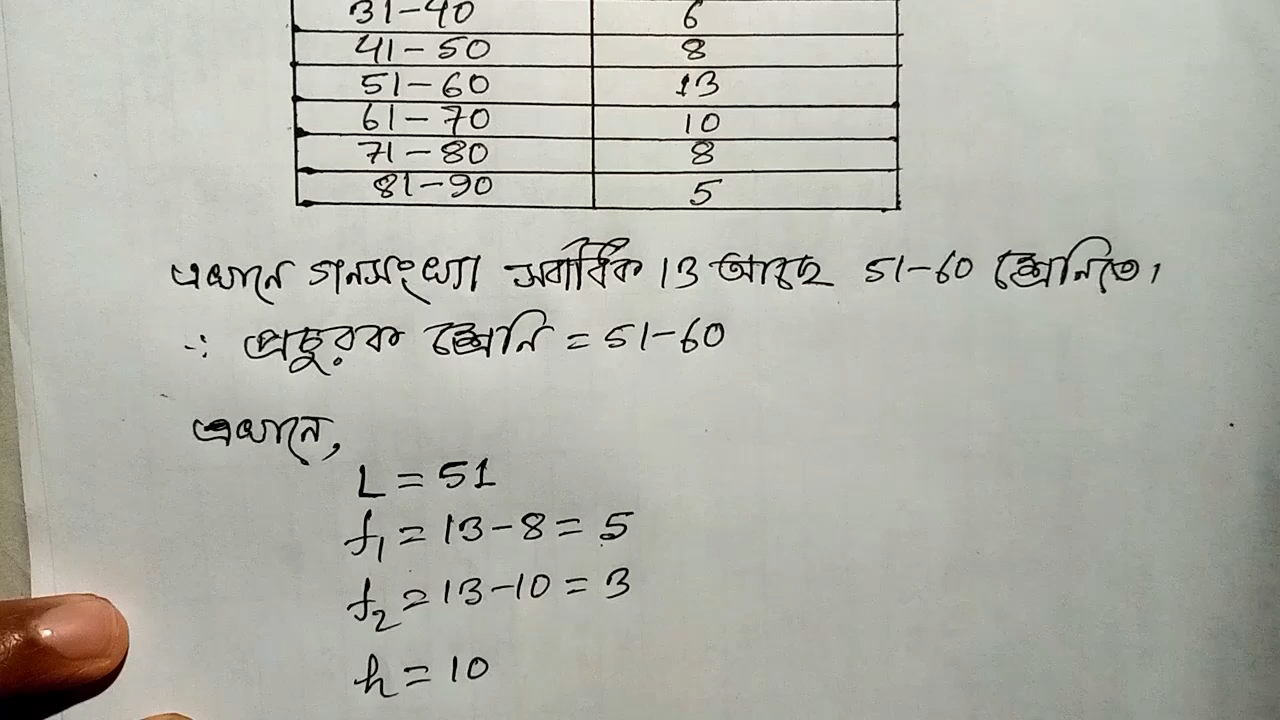 31-40 6
41-50 8
51-60 13
61-70 10
71-80 8
81-90 5
এখানে গনসংখ্যা সর্বাধিক 13 আছে 51-60 শ্রেনিতে।
∴ প্রচুরক শ্রেনি = 51-60
এখানে,
L = 51
f₁ = 13-8 = 5
f₂ = 13-10 = 3
h = 10